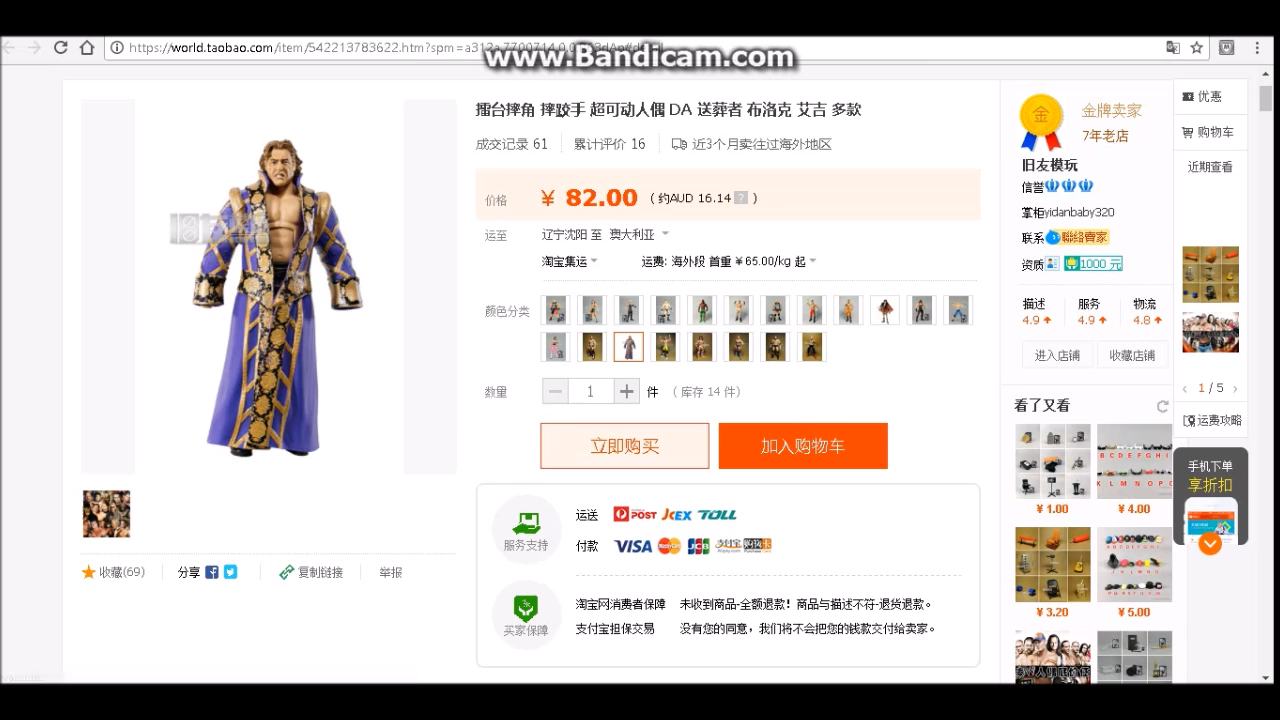 https://world.taobao.com/item/542213783622.htm?spm=a312a.7700714.0.0
www.Bandicam.com
擂台摔角 摔跤手 超可动人偶 DA 送葬者 布洛克 艾吉 多款
成交记录 61
累计评价 16
近3个月卖往过海外地区
价格
¥ 82.00
( 约AUD 16.14 ? )
运至
辽宁沈阳 至 澳大利亚
淘宝集运
运费: 海外段 首重 ¥65.00/kg 起
颜色分类
数量
1
件
( 库存 14 件)
立即购买
加入购物车
服务支持
运送
POST JCEX TOLL
付款
VISA MasterCard JCB 支付宝 购物卡
买家保障
淘宝网消费者保障 未收到商品-全额退款！商品与描述不符-退货退款。
支付宝担保交易 没有您的同意，我们将不会把您的钱款交付给卖家。
收藏(69)
分享
复制链接
举报
金
金牌卖家
7年老店
旧友模玩
信誉
掌柜yidanbaby320
联系 聯絡賣家
资质 1000 元
描述 服务 物流
4.9 4.9 4.8
进入店铺
收藏店铺
看了又看
¥1.00
B C D E F G H I
K L M N O P Q
¥4.00
¥3.20
¥5.00
优惠
购物车
近期查看
1 / 5
运费攻略
手机下单
享折扣